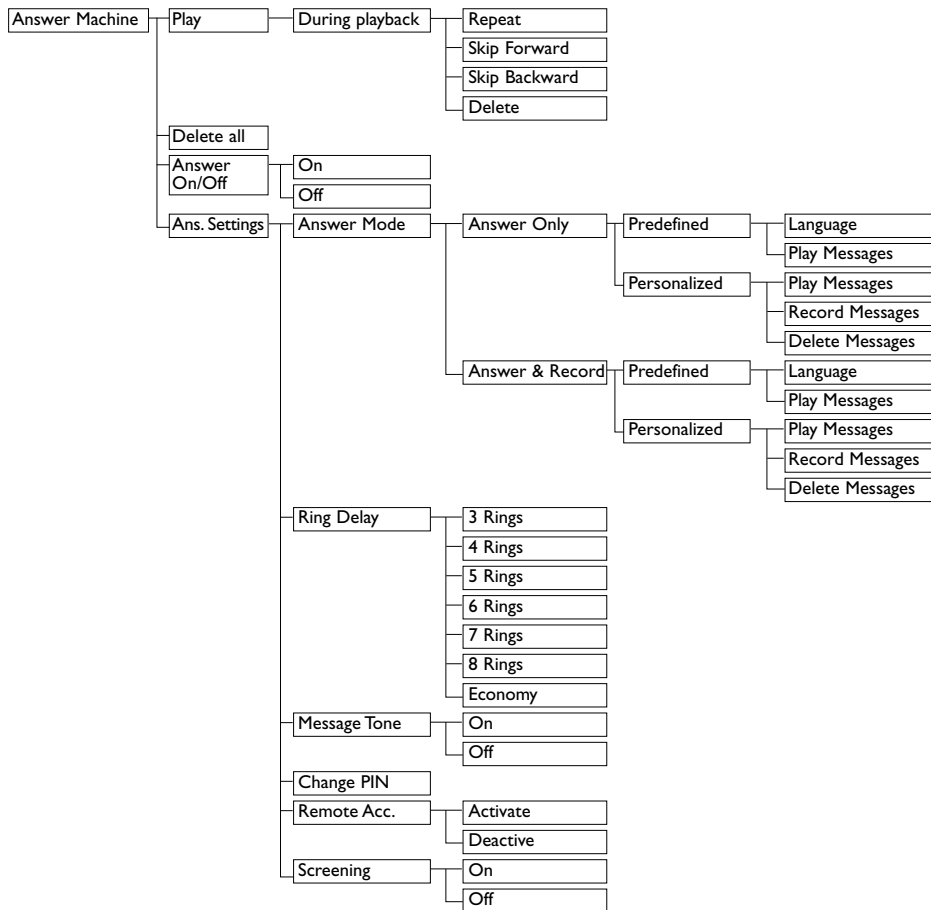 Answer Machine Play During playback Repeat
Skip Forward
Skip Backward
Delete
Delete all
Answer On
On/Off
Off
Ans. Settings Answer Mode Answer Only Predefined Language
Play Messages
Personalized Play Messages
Record Messages
Delete Messages
Answer & Record Predefined Language
Play Messages
Personalized Play Messages
Record Messages
Delete Messages
Ring Delay 3 Rings
4 Rings
5 Rings
6 Rings
7 Rings
8 Rings
Economy
Message Tone On
Off
Change PIN
Remote Acc. Activate
Deactive
Screening On
Off